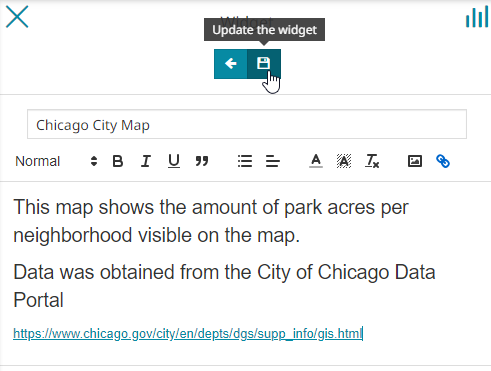 Widget
Update the widget
Chicago City Map
Normal
This map shows the amount of park acres per
neighborhood visible on the map.
Data was obtained from the City of Chicago Data
Portal
https://www.chicago.gov/city/en/depts/dgs/supp_info/gis.html